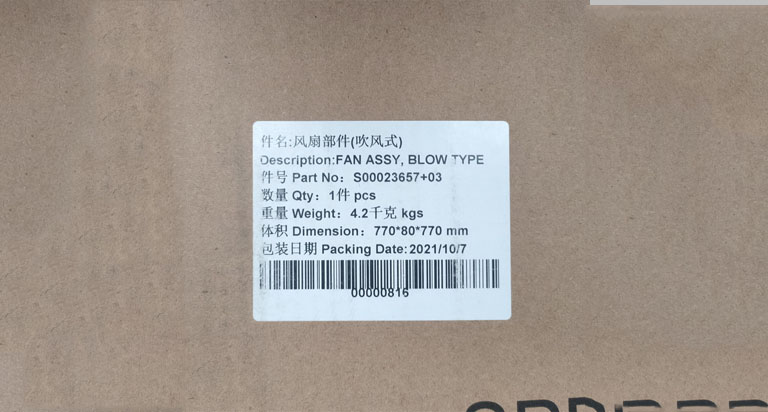 件名:风扇部件(吹风式)
Description:FAN ASSY, BLOW TYPE
件号 Part No：S00023657+03
数量 Qty：1件 pcs
重量 Weight：4.2千克 kgs
体积 Dimension：770*80*770 mm
包装日期 Packing Date:2021/10/7
00000816